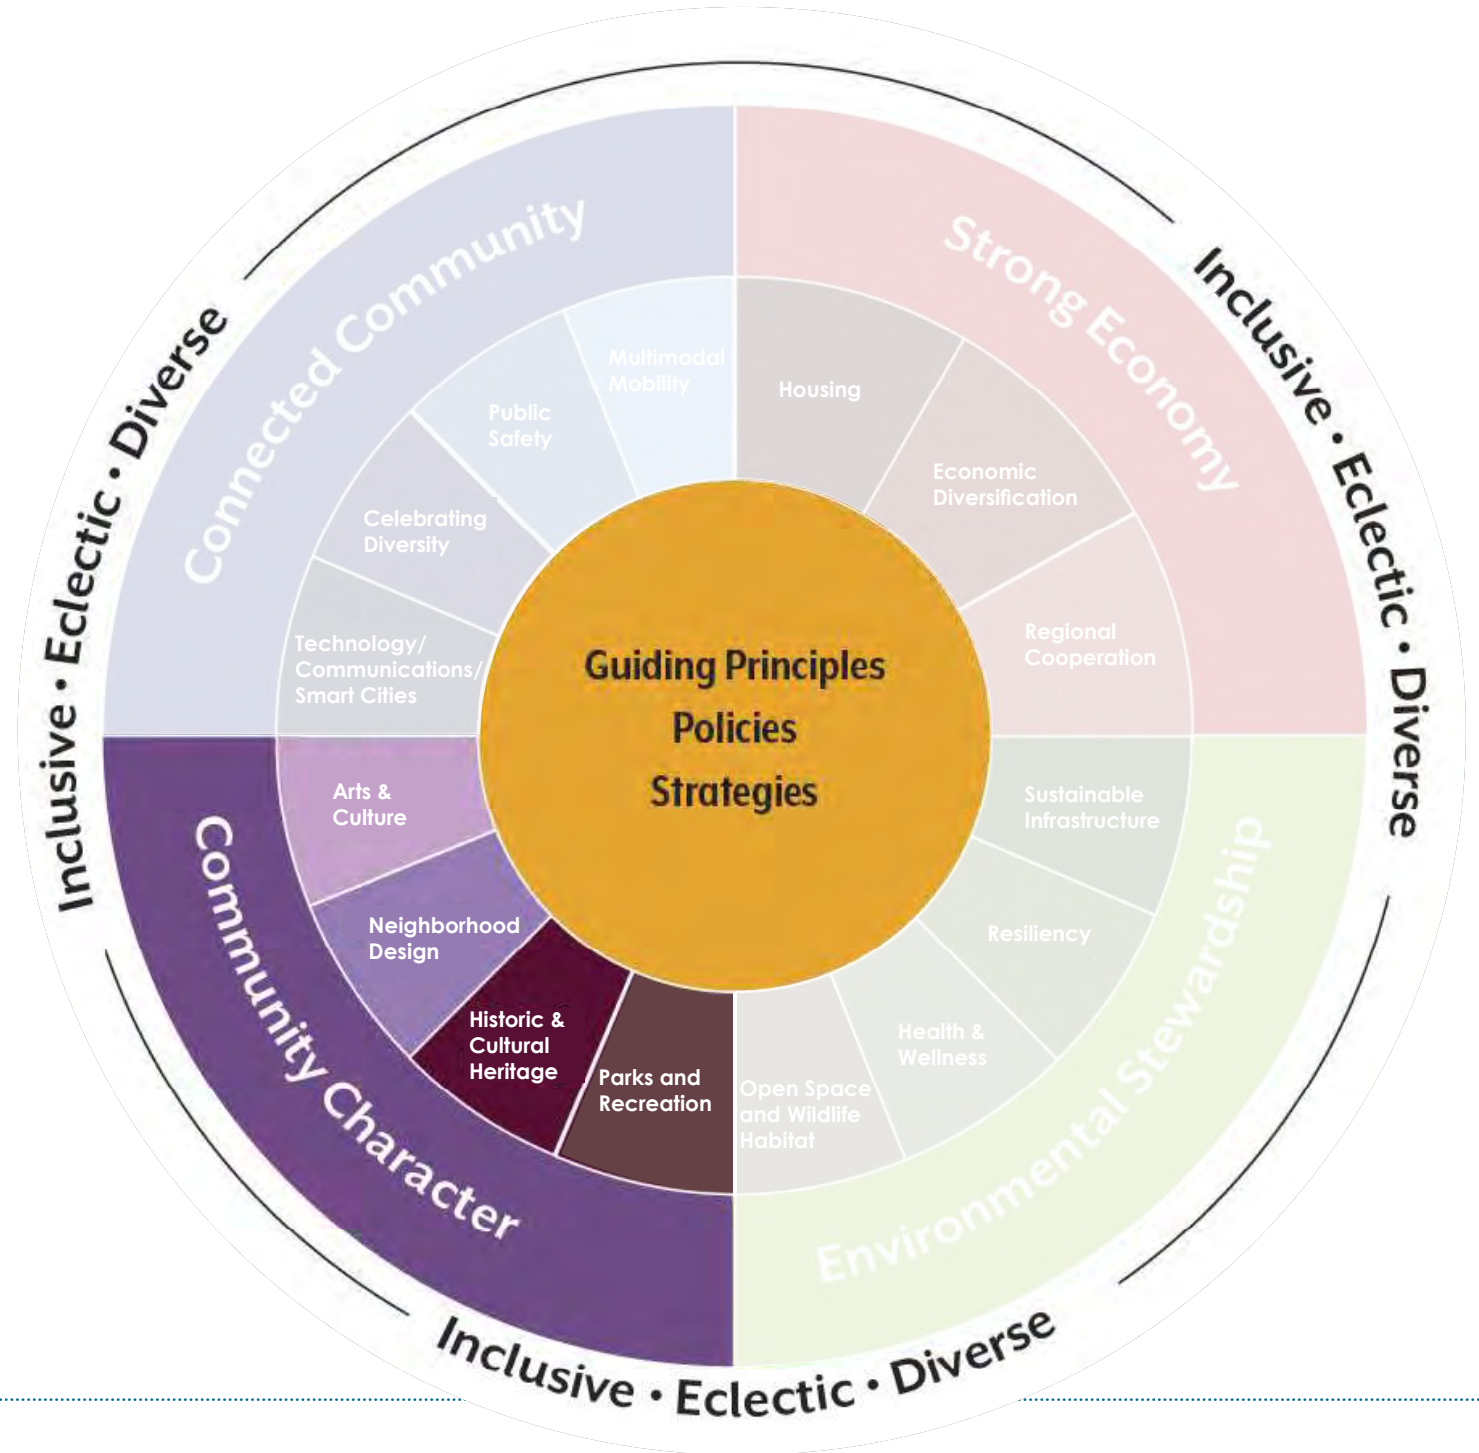 Inclusive • Eclectic • Diverse
Inclusive • Eclectic • Diverse
Connected Community
Strong Economy
Multimodal
Mobility
Public
Safety
Celebrating
Diversity
Technology/
Communications/
Smart Cities
Housing
Economic
Diversification
Regional
Cooperation
Guiding Principles
Policies
Strategies
Arts &
Culture
Neighborhood
Design
Historic &
Cultural
Heritage
Parks and
Recreation
Sustainable
Infrastructure
Resiliency
Health &
Wellness
Open Space
and Wildlife
Habitat
Community Character
Environmental Stewardship
Inclusive • Eclectic • Diverse